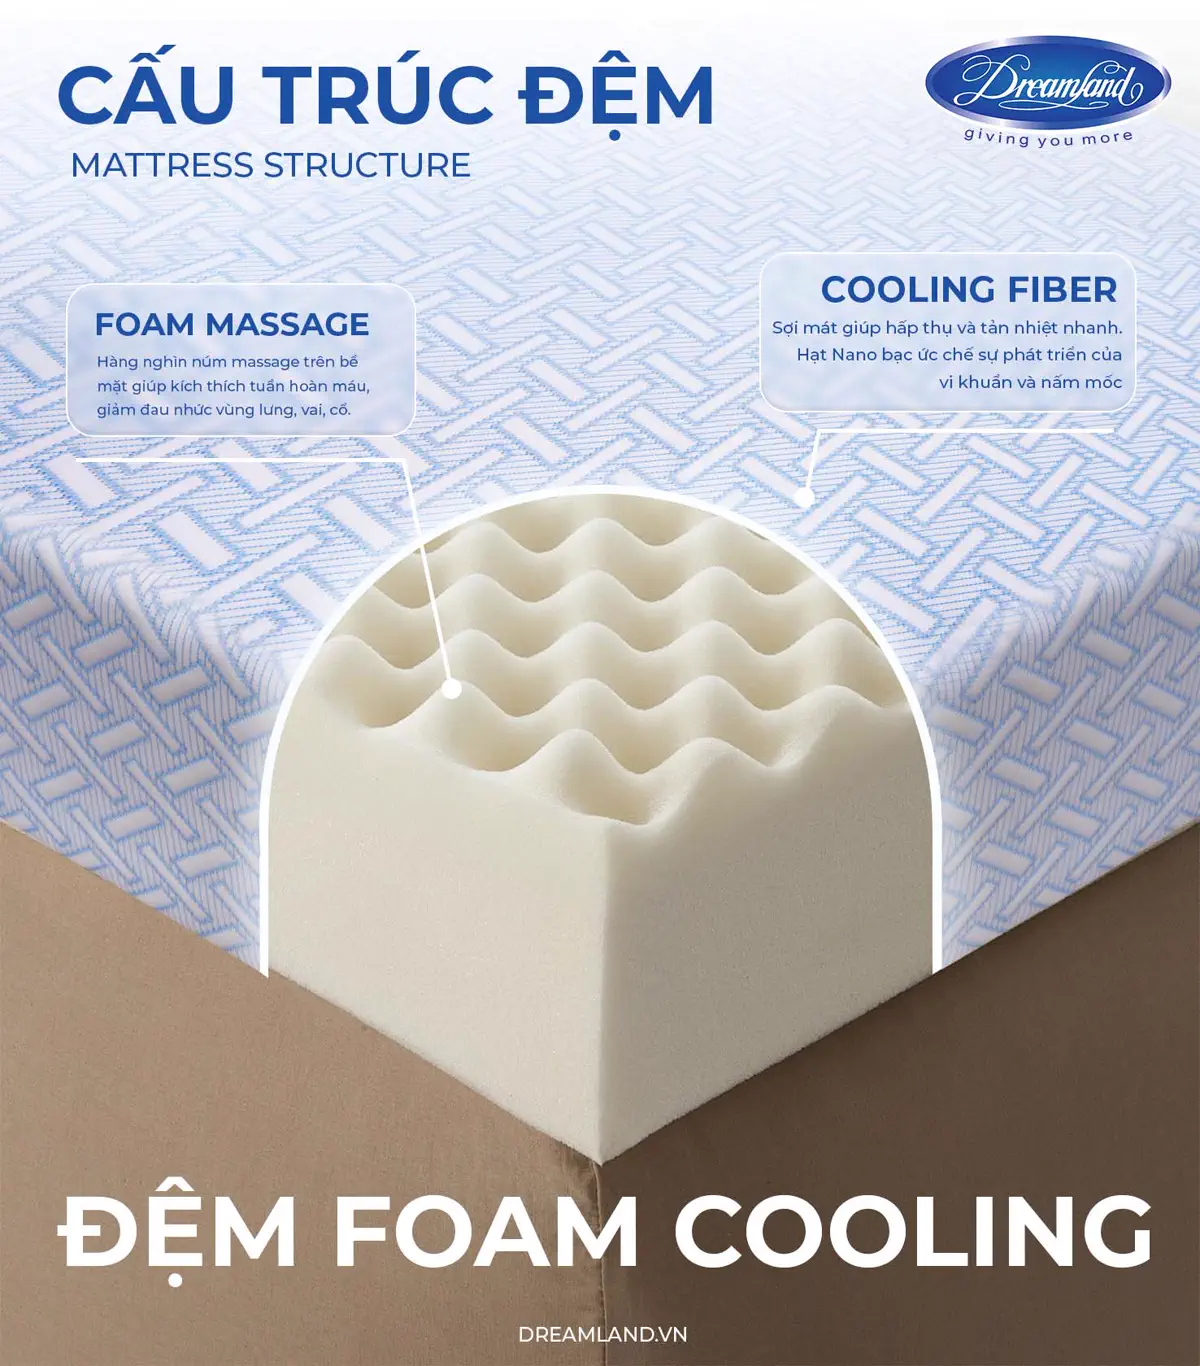 CẤU TRÚC ĐỆM
MATTRESS STRUCTURE
Dreamland
giving you more
FOAM MASSAGE
Hàng nghìn núm massage trên bề
mặt giúp kích thích tuần hoàn máu,
giảm đau nhức vùng lưng, vai, cổ.
COOLING FIBER
Sợi mát giúp hấp thụ và tản nhiệt nhanh.
Hạt Nano bạc ức chế sự phát triển của
vi khuẩn và nấm mốc
ĐỆM FOAM COOLING
DREAMLAND.VN